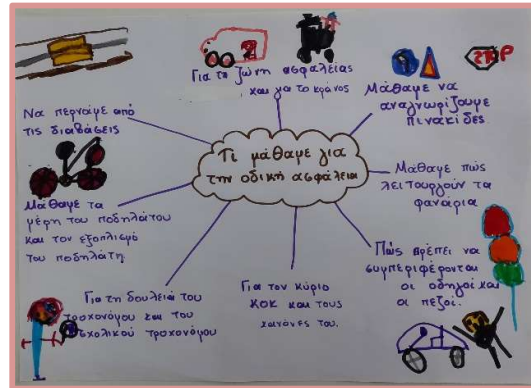 Για τη ζώνη ασφαλείας
και για το κράνος
STOP
Μάθαμε να
αναγνωρίζουμε
πινακίδες
Να περνάμε από
τις διαβάσεις
Τι μάθαμε για
την οδική ασφάλεια
Μάθαμε πώς
λειτουργούν τα
φανάρια
Μάθαμε τα
μέρη του ποδηλάτου
και τον εξοπλισμό
του ποδηλάτη.
Πώς πρέπει να
συμπεριφέρονται
οι οδηγοί και
οι πεζοί.
Για τον κύριο
ΚΟΚ και τους
κανόνες του.
Για τη δουλειά του
τροχονόμου και του
σχολικού τροχονόμου